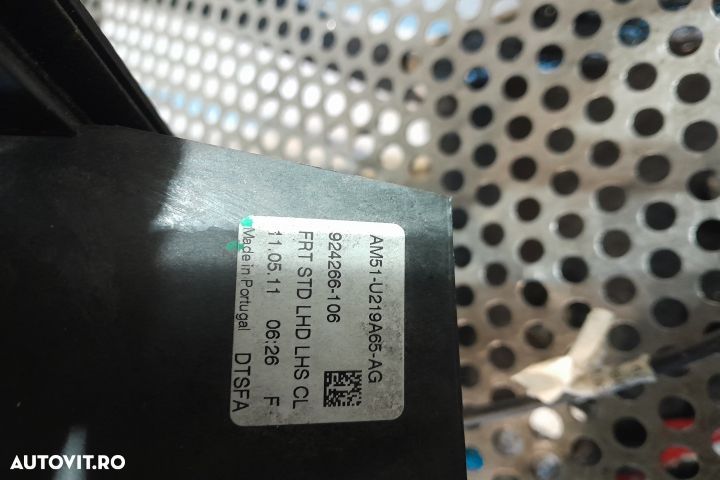 AM51-U219A65-AG
924266-106
FRT STD LHD LHS CL
11.05.11 06:26 F
Made in Portugal DTSFA
AUTOVIT.RO